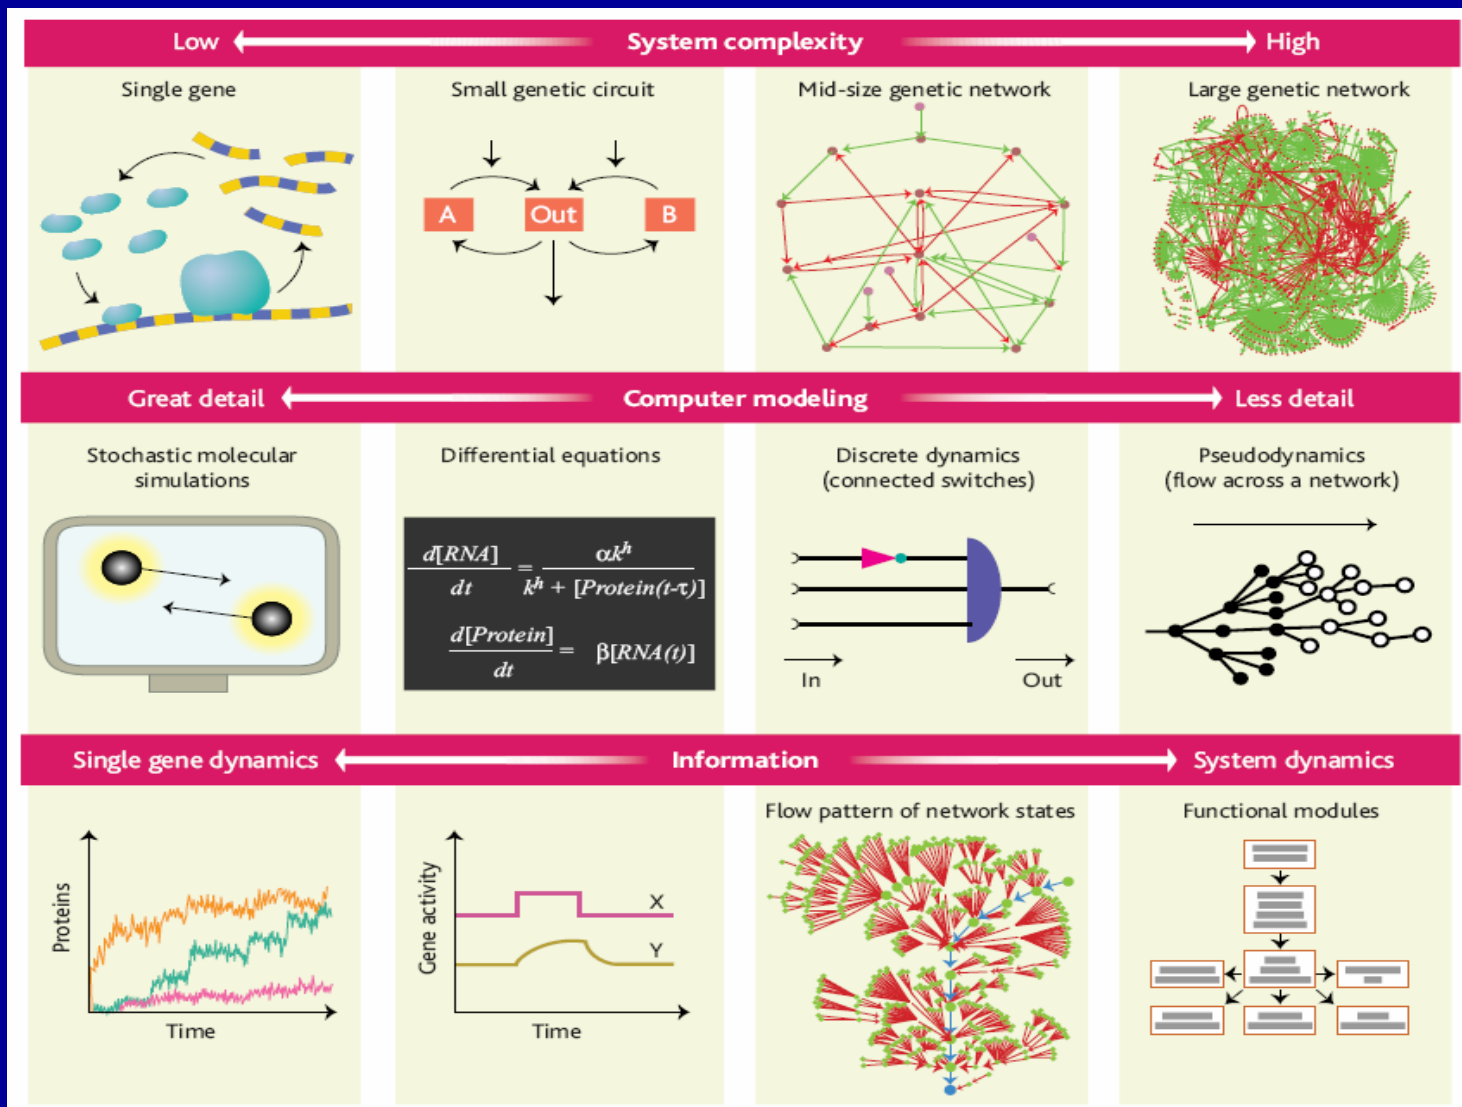 Low System complexity High
Single gene
Small genetic circuit
Mid-size genetic network
Large genetic network
A Out B
Great detail Computer modeling Less detail
Stochastic molecular
simulations
Differential equations
Discrete dynamics
(connected switches)
Pseudodynamics
(flow across a network)
d[RNA]/dt = αkʰ/kʰ + [Protein(t-τ)]
d[Protein]/dt = β[RNA(t)]
In Out
Single gene dynamics Information System dynamics
Proteins
Time
Gene activity
X
Y
Time
Flow pattern of network states
Functional modules